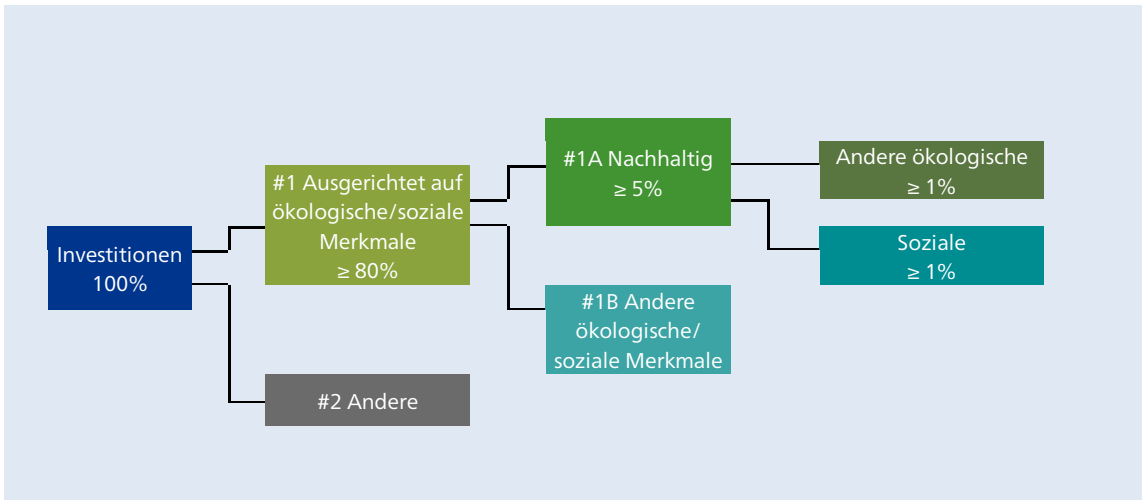 Investitionen
100%
#1 Ausgerichtet auf
ökologische/soziale
Merkmale
≥ 80%
#2 Andere
#1A Nachhaltig
≥ 5%
#1B Andere
ökologische/
soziale Merkmale
Andere ökologische
≥ 1%
Soziale
≥ 1%